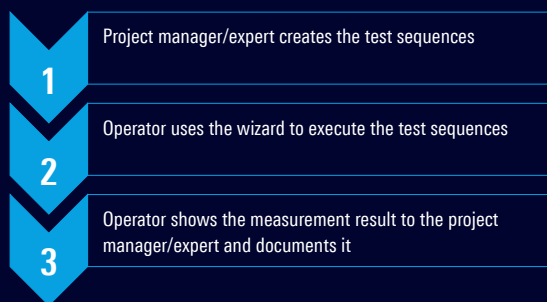 1
Project manager/expert creates the test sequences
2
Operator uses the wizard to execute the test sequences
3
Operator shows the measurement result to the project
manager/expert and documents it